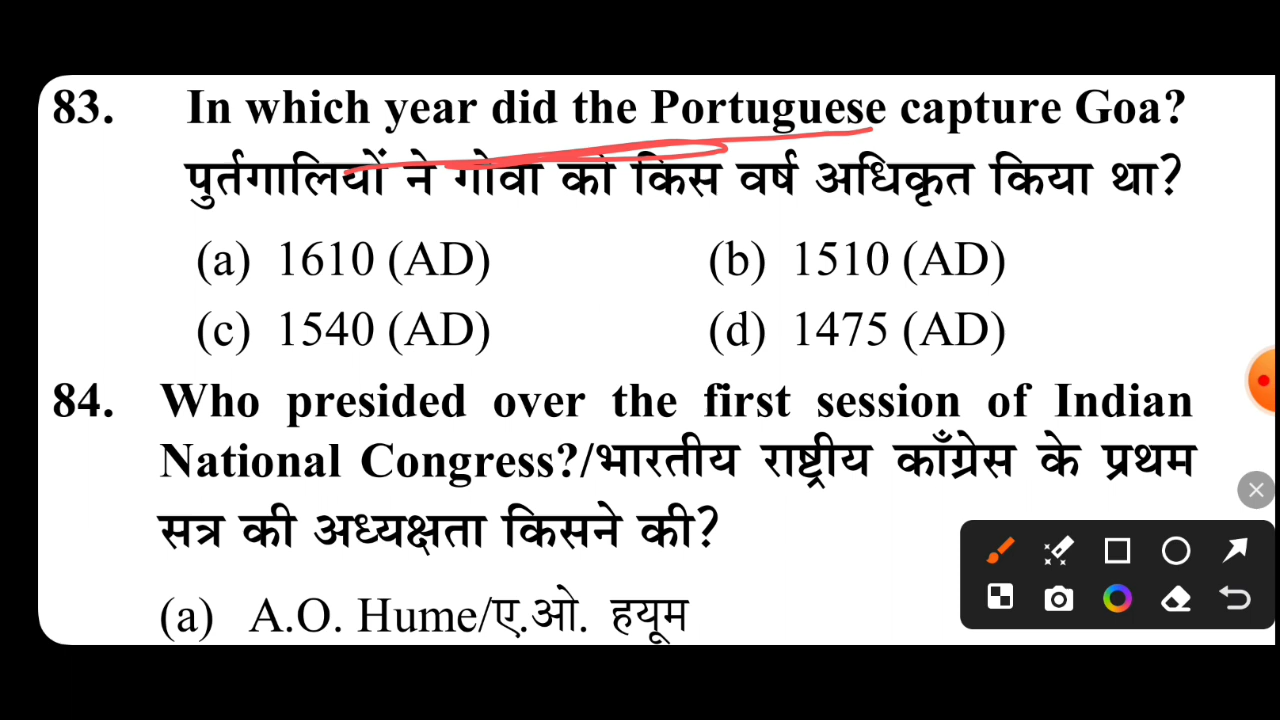 83. In which year did the Portuguese capture Goa?
पुर्तगालियों ने गोवा को किस वर्ष अधिकृत किया था?
(a) 1610 (AD) (b) 1510 (AD)
(c) 1540 (AD) (d) 1475 (AD)
84. Who presided over the first session of Indian
National Congress?/भारतीय राष्ट्रीय काँग्रेस के प्रथम
सत्र की अध्यक्षता किसने की?
(a) A.O. Hume/ए.ओ. हयूम